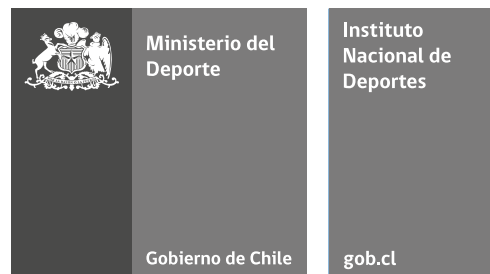 Ministerio del
Deporte
Gobierno de Chile
Instituto
Nacional de
Deportes
gob.cl